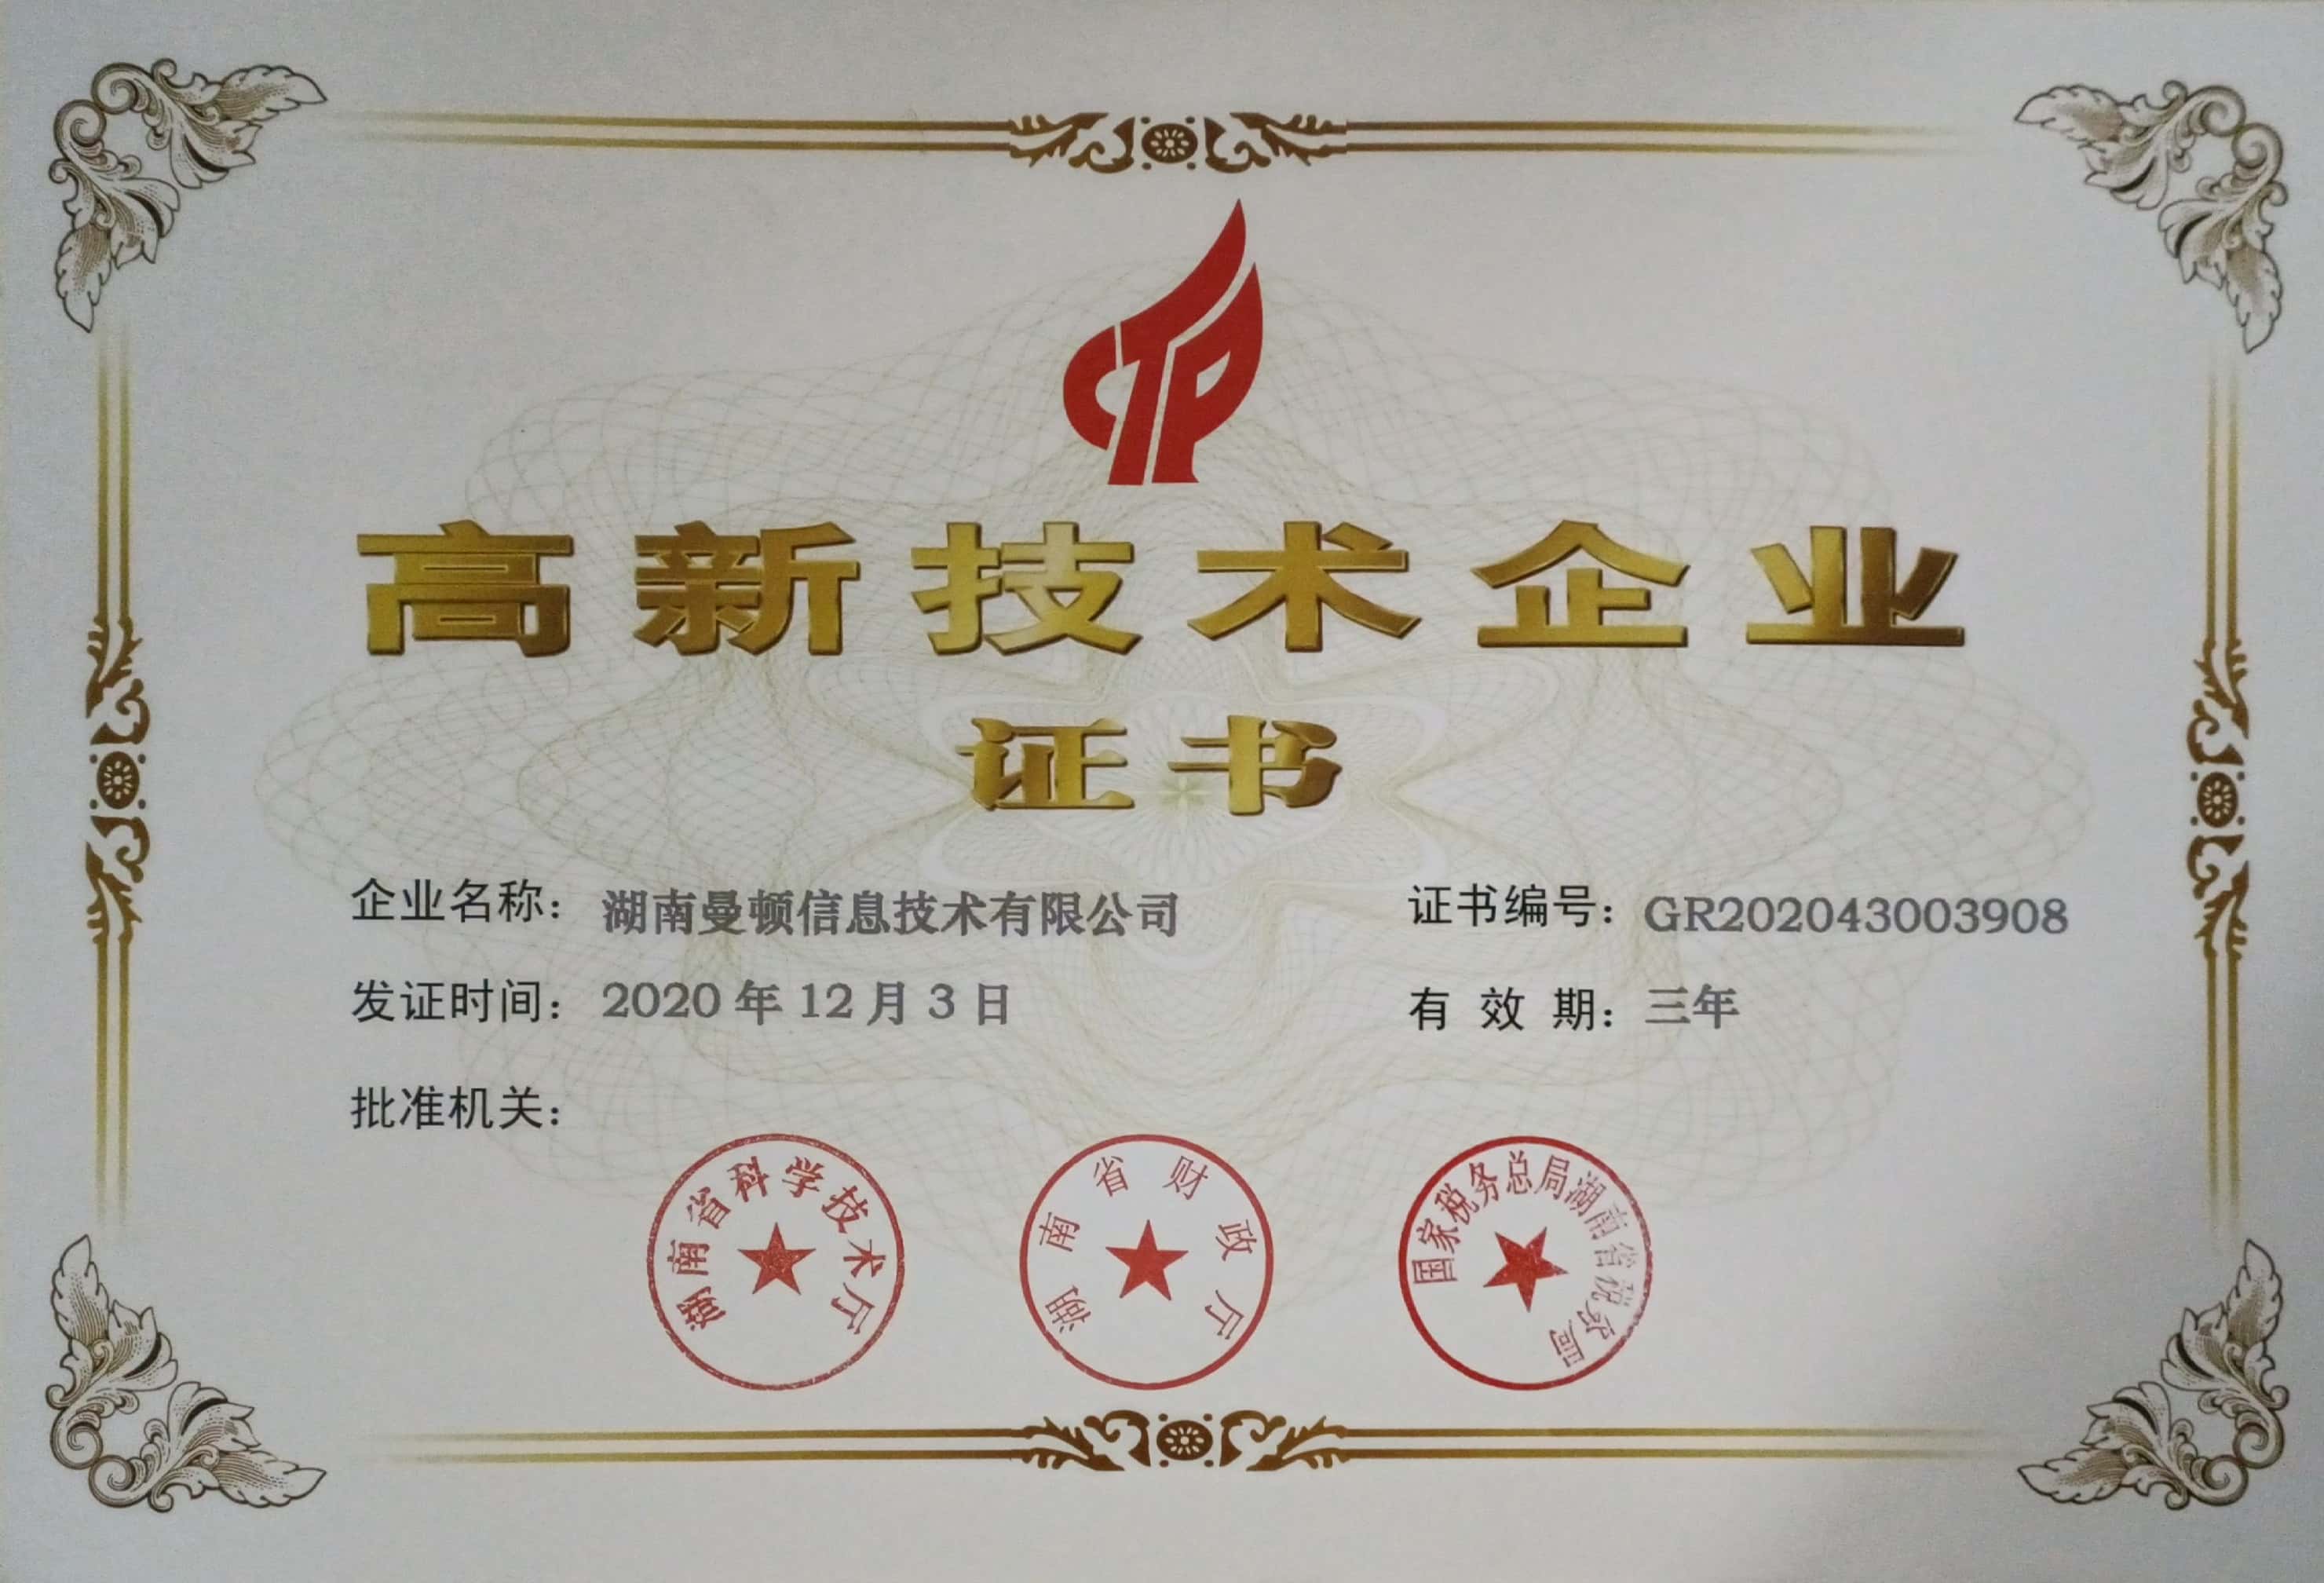 CTP
高新技术企业
证书
企业名称：湖南曼顿信息技术有限公司
证书编号：GR202043003908
发证时间：2020年12月3日
有效期：三年
批准机关：
湖南省科学技术厅
湖南省财政厅
国家税务总局湖南省税务局